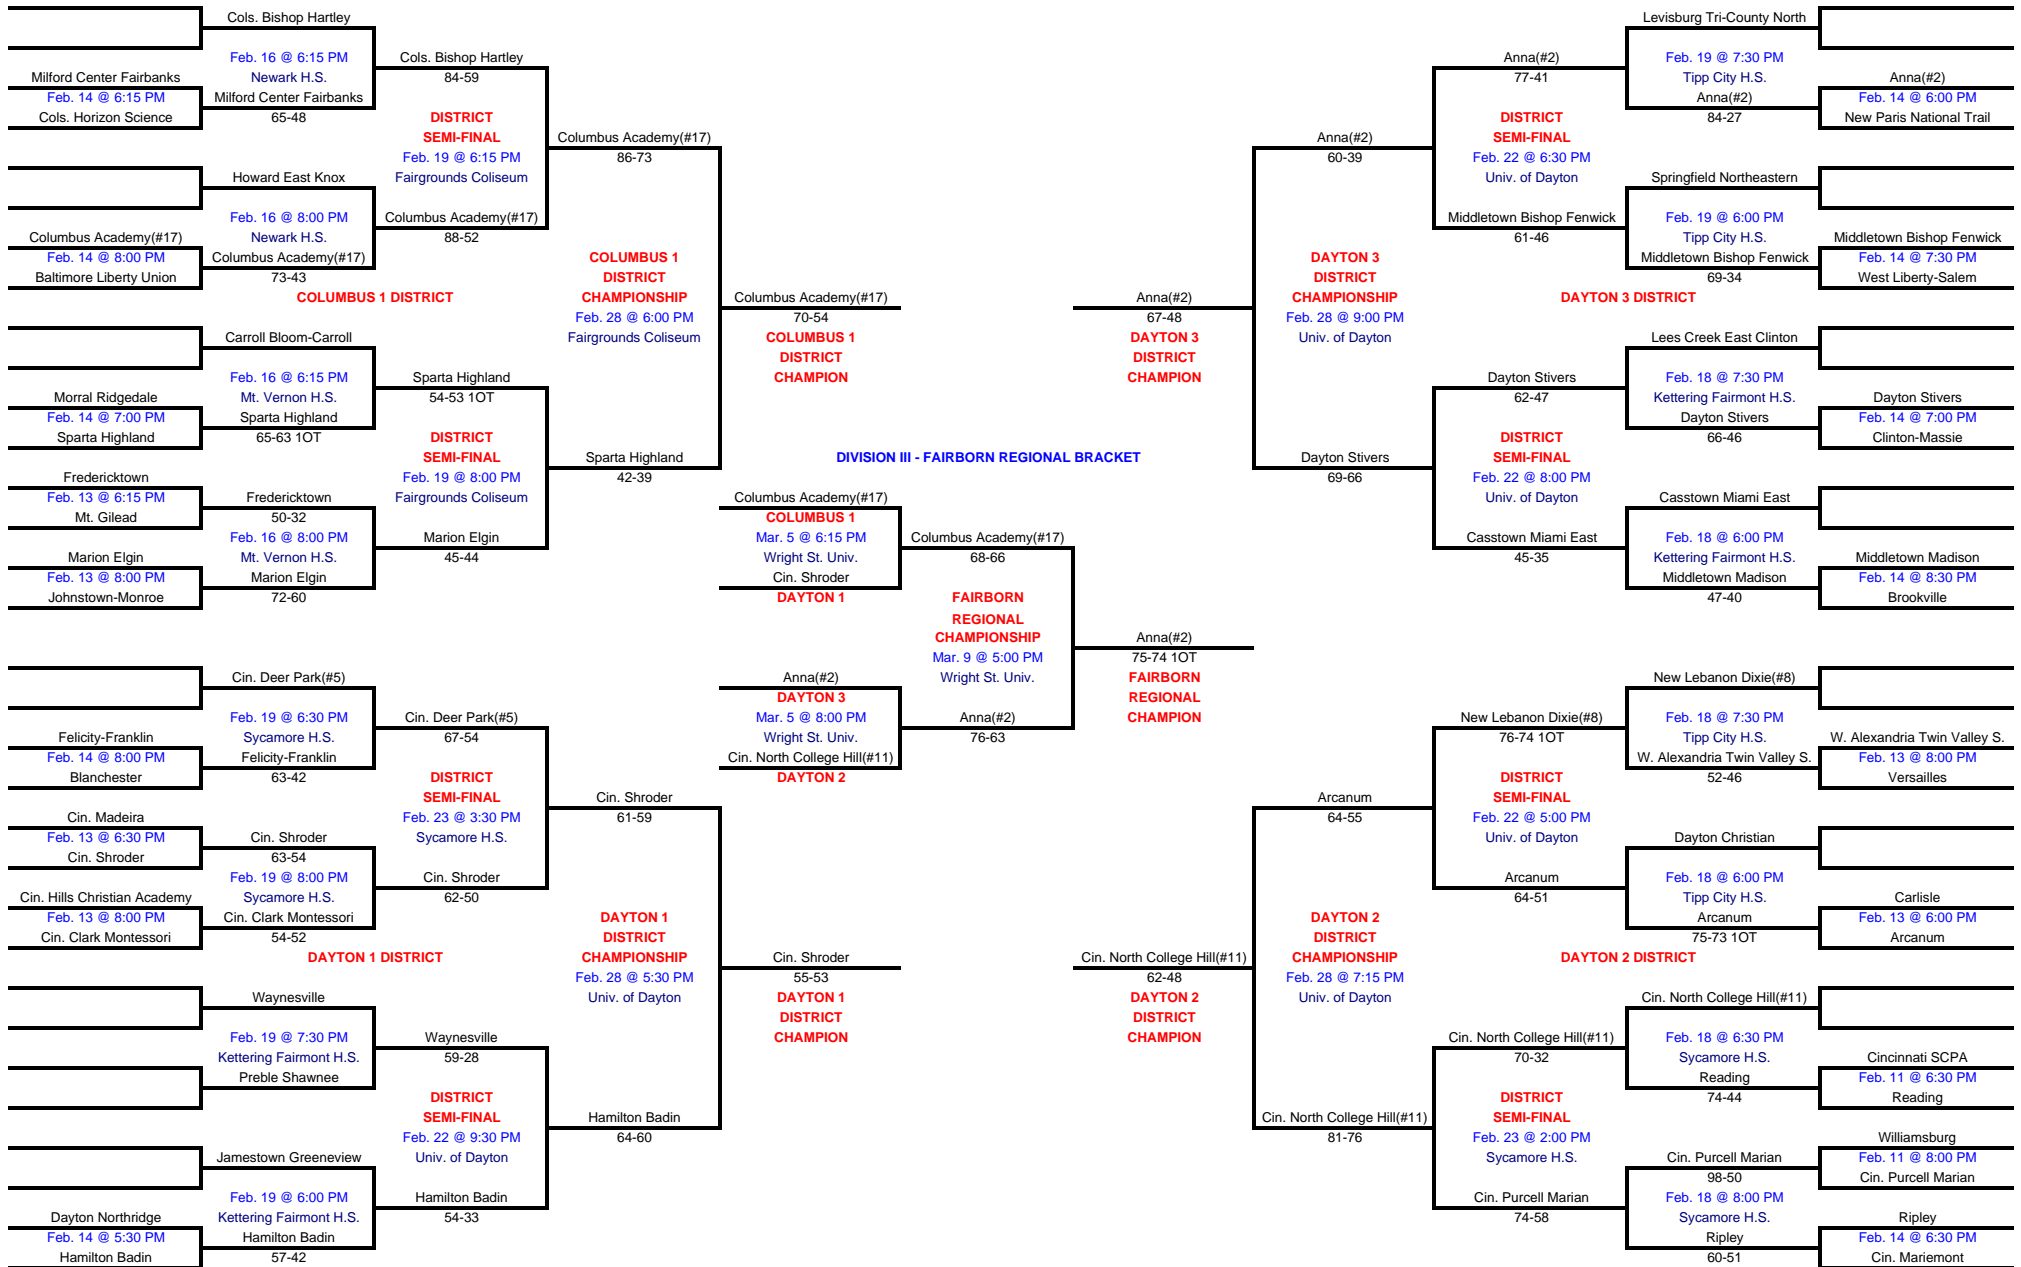 Cols. Bishop Hartley
Feb. 16 @ 6:15 PM
Newark H.S.
Milford Center Fairbanks
Feb. 14 @ 6:15 PM
Cols. Horizon Science
Milford Center Fairbanks
65-48
Cols. Bishop Hartley
84-59
DISTRICT
SEMI-FINAL
Feb. 19 @ 6:15 PM
Fairgrounds Coliseum
Howard East Knox
Feb. 16 @ 8:00 PM
Newark H.S.
Columbus Academy(#17)
Feb. 14 @ 8:00 PM
Baltimore Liberty Union
Columbus Academy(#17)
73-43
Columbus Academy(#17)
88-52
Columbus Academy(#17)
86-73
COLUMBUS 1 DISTRICT
COLUMBUS 1
DISTRICT
CHAMPIONSHIP
Feb. 28 @ 6:00 PM
Fairgrounds Coliseum
Columbus Academy(#17)
70-54
COLUMBUS 1
DISTRICT
CHAMPION
Carroll Bloom-Carroll
Feb. 16 @ 6:15 PM
Mt. Vernon H.S.
Morral Ridgedale
Feb. 14 @ 7:00 PM
Sparta Highland
Sparta Highland
65-63 1OT
Sparta Highland
54-53 1OT
DISTRICT
SEMI-FINAL
Feb. 19 @ 8:00 PM
Fairgrounds Coliseum
Sparta Highland
42-39
Fredericktown
Feb. 13 @ 6:15 PM
Mt. Gilead
Fredericktown
50-32
Feb. 16 @ 8:00 PM
Mt. Vernon H.S.
Marion Elgin
Feb. 13 @ 8:00 PM
Johnstown-Monroe
Marion Elgin
72-60
Marion Elgin
45-44
DIVISION III - FAIRBORN REGIONAL BRACKET
Columbus Academy(#17)
COLUMBUS 1
Mar. 5 @ 6:15 PM
Wright St. Univ.
Cin. Shroder
DAYTON 1
Columbus Academy(#17)
68-66
FAIRBORN
REGIONAL
CHAMPIONSHIP
Mar. 9 @ 5:00 PM
Wright St. Univ.
Anna(#2)
75-74 1OT
FAIRBORN
REGIONAL
CHAMPION
Anna(#2)
DAYTON 3
Mar. 5 @ 8:00 PM
Wright St. Univ.
Cin. North College Hill(#11)
DAYTON 2
Anna(#2)
76-63
Cin. Deer Park(#5)
Feb. 19 @ 6:30 PM
Sycamore H.S.
Felicity-Franklin
Feb. 14 @ 8:00 PM
Blanchester
Felicity-Franklin
63-42
Cin. Deer Park(#5)
67-54
DISTRICT
SEMI-FINAL
Feb. 23 @ 3:30 PM
Sycamore H.S.
Cin. Shroder
61-59
Cin. Madeira
Feb. 13 @ 6:30 PM
Cin. Shroder
Cin. Shroder
63-54
Feb. 19 @ 8:00 PM
Sycamore H.S.
Cin. Hills Christian Academy
Feb. 13 @ 8:00 PM
Cin. Clark Montessori
Cin. Clark Montessori
54-52
Cin. Shroder
62-50
DAYTON 1 DISTRICT
DAYTON 1
DISTRICT
CHAMPIONSHIP
Feb. 28 @ 5:30 PM
Univ. of Dayton
Cin. Shroder
55-53
DAYTON 1
DISTRICT
CHAMPION
Waynesville
Feb. 19 @ 7:30 PM
Kettering Fairmont H.S.
Preble Shawnee
Waynesville
59-28
DISTRICT
SEMI-FINAL
Feb. 22 @ 9:30 PM
Univ. of Dayton
Hamilton Badin
64-60
Jamestown Greeneview
Feb. 19 @ 6:00 PM
Kettering Fairmont H.S.
Dayton Northridge
Feb. 14 @ 5:30 PM
Hamilton Badin
Hamilton Badin
57-42
Hamilton Badin
54-33
Levisburg Tri-County North
Feb. 19 @ 7:30 PM
Tipp City H.S.
Anna(#2)
Feb. 14 @ 6:00 PM
New Paris National Trail
Anna(#2)
84-27
Anna(#2)
77-41
DISTRICT
SEMI-FINAL
Feb. 22 @ 6:30 PM
Univ. of Dayton
Anna(#2)
60-39
Springfield Northeastern
Feb. 19 @ 6:00 PM
Tipp City H.S.
Middletown Bishop Fenwick
Feb. 14 @ 7:30 PM
West Liberty-Salem
Middletown Bishop Fenwick
69-34
Middletown Bishop Fenwick
61-46
DAYTON 3 DISTRICT
DAYTON 3
DISTRICT
CHAMPIONSHIP
Feb. 28 @ 9:00 PM
Univ. of Dayton
Anna(#2)
67-48
DAYTON 3
DISTRICT
CHAMPION
Lees Creek East Clinton
Feb. 18 @ 7:30 PM
Kettering Fairmont H.S.
Dayton Stivers
Feb. 14 @ 7:00 PM
Clinton-Massie
Dayton Stivers
66-46
Dayton Stivers
62-47
DISTRICT
SEMI-FINAL
Feb. 22 @ 8:00 PM
Univ. of Dayton
Dayton Stivers
69-66
Casstown Miami East
Feb. 18 @ 6:00 PM
Kettering Fairmont H.S.
Middletown Madison
Feb. 14 @ 8:30 PM
Brookville
Middletown Madison
47-40
Casstown Miami East
45-35
New Lebanon Dixie(#8)
Feb. 18 @ 7:30 PM
Tipp City H.S.
W. Alexandria Twin Valley S.
Feb. 13 @ 8:00 PM
Versailles
W. Alexandria Twin Valley S.
52-46
New Lebanon Dixie(#8)
76-74 1OT
DISTRICT
SEMI-FINAL
Feb. 22 @ 5:00 PM
Univ. of Dayton
Arcanum
64-55
Dayton Christian
Feb. 18 @ 6:00 PM
Tipp City H.S.
Carlisle
Feb. 13 @ 6:00 PM
Arcanum
Arcanum
75-73 1OT
Arcanum
64-51
DAYTON 2 DISTRICT
DAYTON 2
DISTRICT
CHAMPIONSHIP
Feb. 28 @ 7:15 PM
Univ. of Dayton
Cin. North College Hill(#11)
62-48
DAYTON 2
DISTRICT
CHAMPION
Cin. North College Hill(#11)
Feb. 18 @ 6:30 PM
Sycamore H.S.
Cincinnati SCPA
Feb. 11 @ 6:30 PM
Reading
Reading
74-44
Cin. North College Hill(#11)
70-32
DISTRICT
SEMI-FINAL
Feb. 23 @ 2:00 PM
Sycamore H.S.
Cin. North College Hill(#11)
81-76
Williamsburg
Feb. 11 @ 8:00 PM
Cin. Purcell Marian
Cin. Purcell Marian
98-50
Feb. 18 @ 8:00 PM
Sycamore H.S.
Ripley
Feb. 14 @ 6:30 PM
Cin. Mariemont
Ripley
60-51
Cin. Purcell Marian
74-58